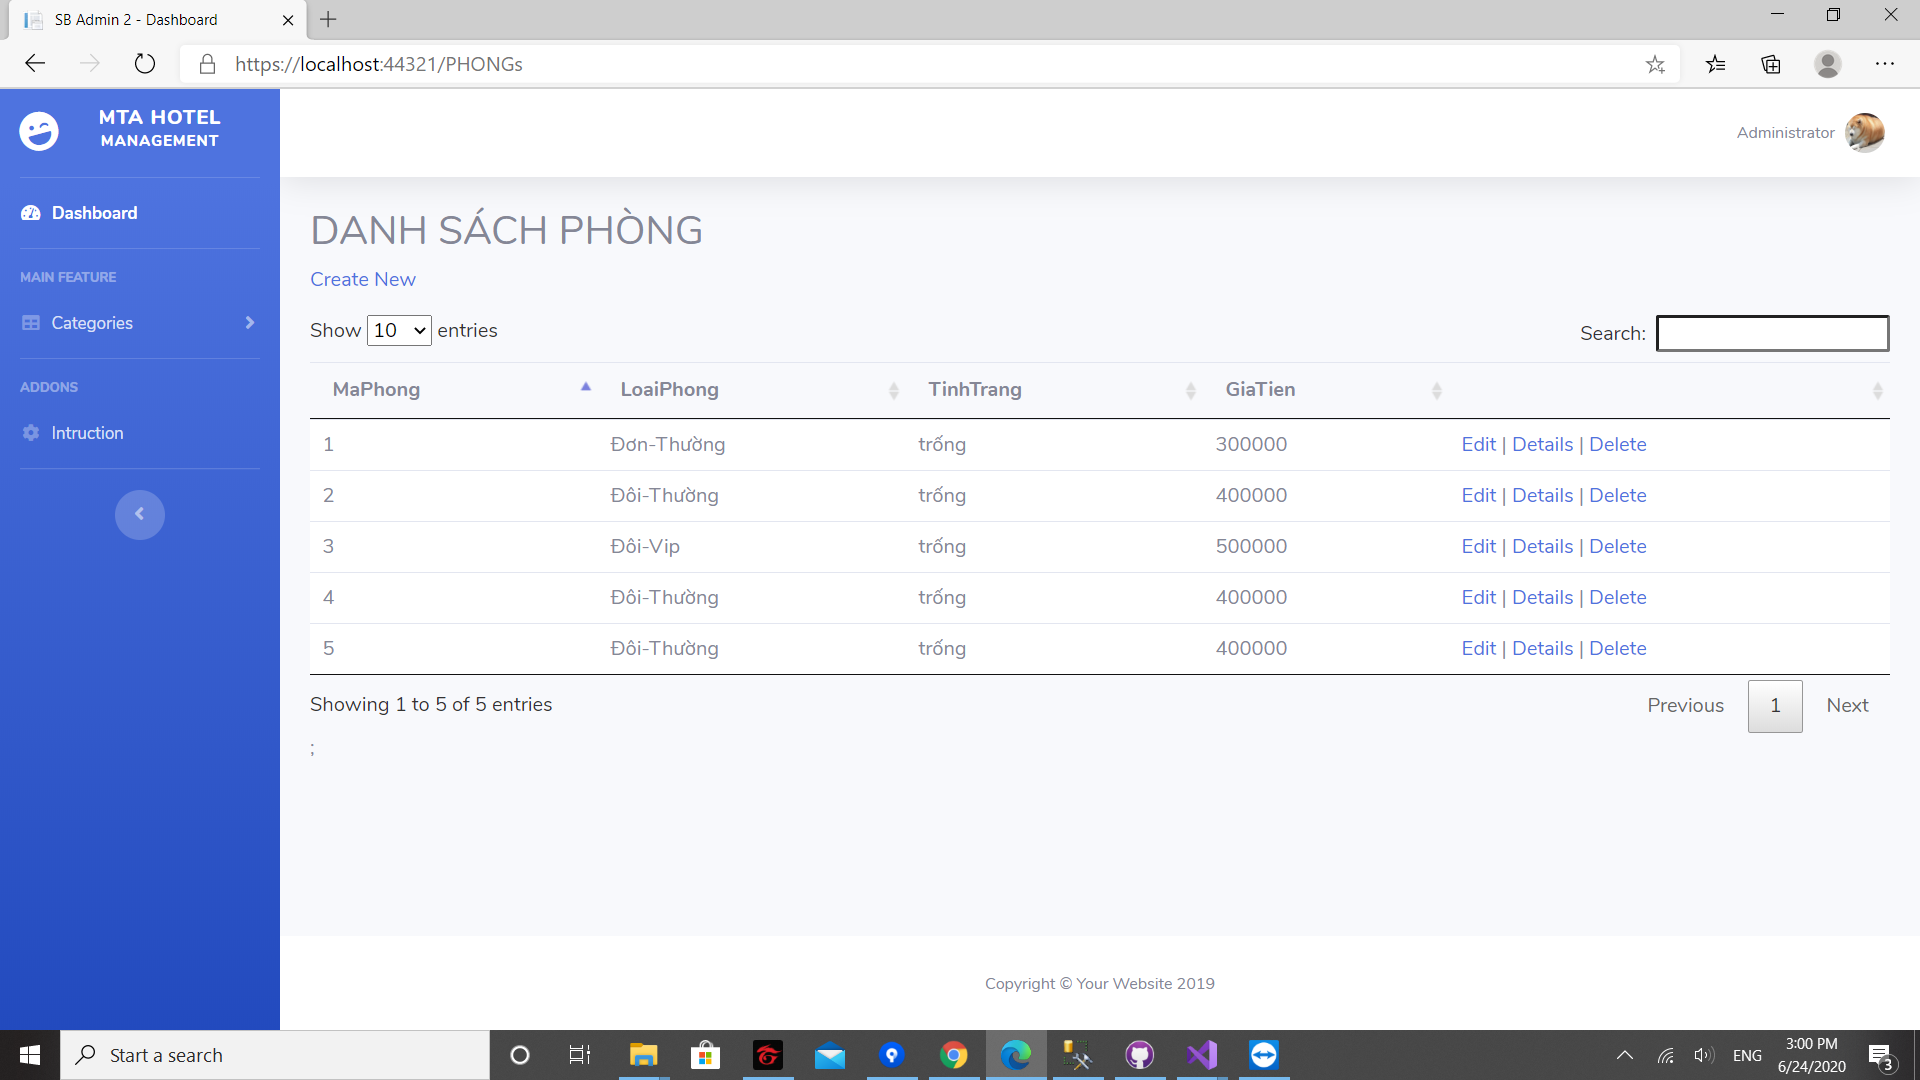 SB Admin 2 - Dashboard
https://localhost:44321/PHONGs
MTA HOTEL
MANAGEMENT
Administrator
Dashboard
MAIN FEATURE
Categories
ADDONS
Intruction
DANH SÁCH PHÒNG
Create New
Show 10 entries
Search:
MaPhong LoaiPhong TinhTrang GiaTien
1 Đơn-Thường trống 300000 Edit | Details | Delete
2 Đôi-Thường trống 400000 Edit | Details | Delete
3 Đôi-Vip trống 500000 Edit | Details | Delete
4 Đôi-Thường trống 400000 Edit | Details | Delete
5 Đôi-Thường trống 400000 Edit | Details | Delete
Showing 1 to 5 of 5 entries
Previous 1 Next
;
Copyright © Your Website 2019
Start a search
ENG
3:00 PM
6/24/2020
3